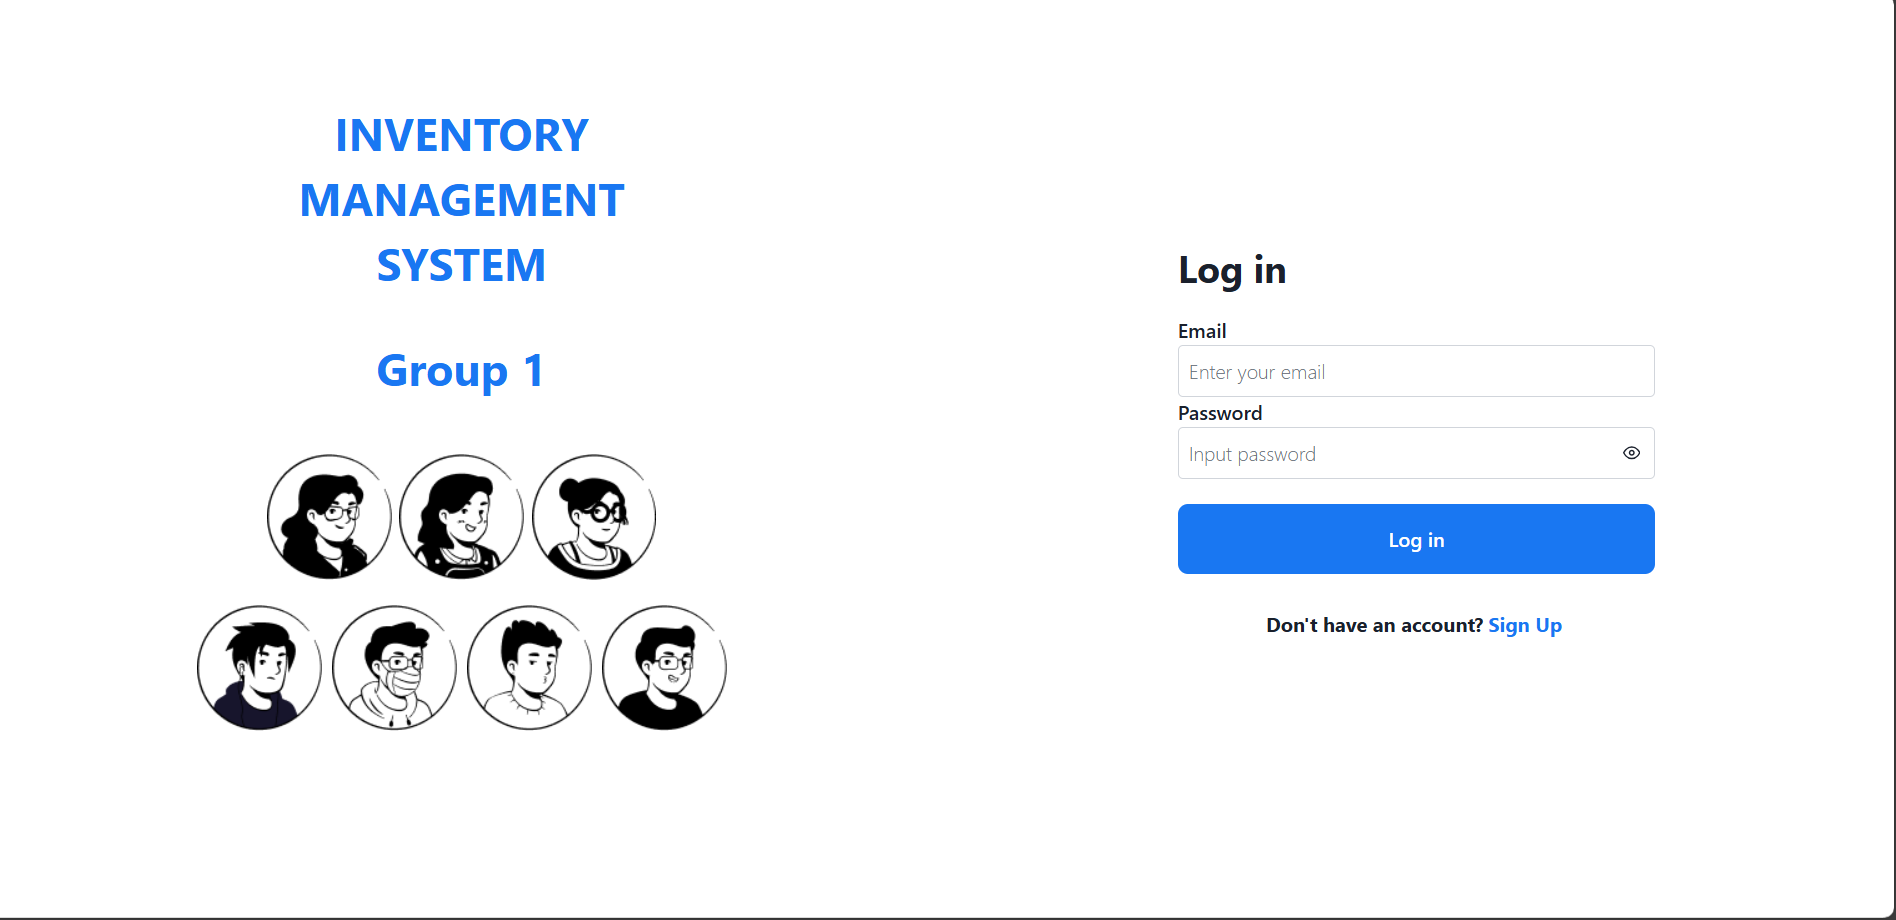 INVENTORY
MANAGEMENT
SYSTEM
Group 1
Log in
Email
Enter your email
Password
Input password
Log in
Don't have an account? Sign Up